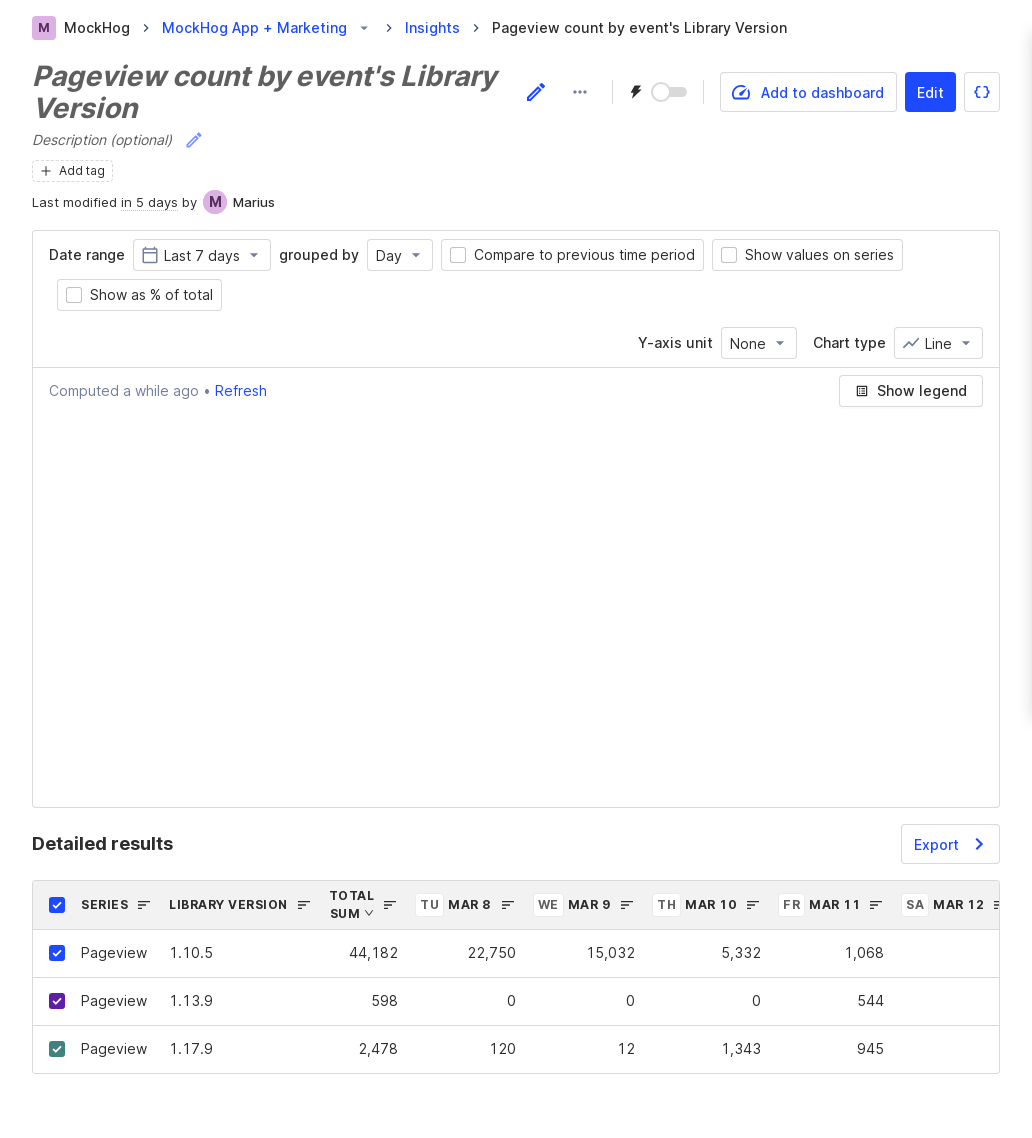 M MockHog > MockHog App + Marketing > Insights > Pageview count by event's Library Version
Pageview count by event's Library
Version
Add to dashboard Edit
Description (optional)
Add tag
Last modified in 5 days by M Marius
Date range Last 7 days grouped by Day Compare to previous time period Show values on series
Show as % of total
Y-axis unit None Chart type Line
Computed a while ago • Refresh Show legend
Detailed results Export
SERIES LIBRARY VERSION TOTAL SUM TU MAR 8 WE MAR 9 TH MAR 10 FR MAR 11 SA MAR 12
Pageview 1.10.5 44,182 22,750 15,032 5,332 1,068
Pageview 1.13.9 598 0 0 0 544
Pageview 1.17.9 2,478 120 12 1,343 945